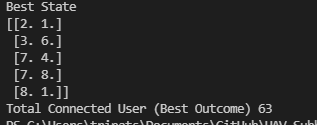 Best State
[[2. 1.]
 [3. 6.]
 [7. 4.]
 [7. 8.]
 [8. 1.]]
Total Connected User (Best Outcome) 63